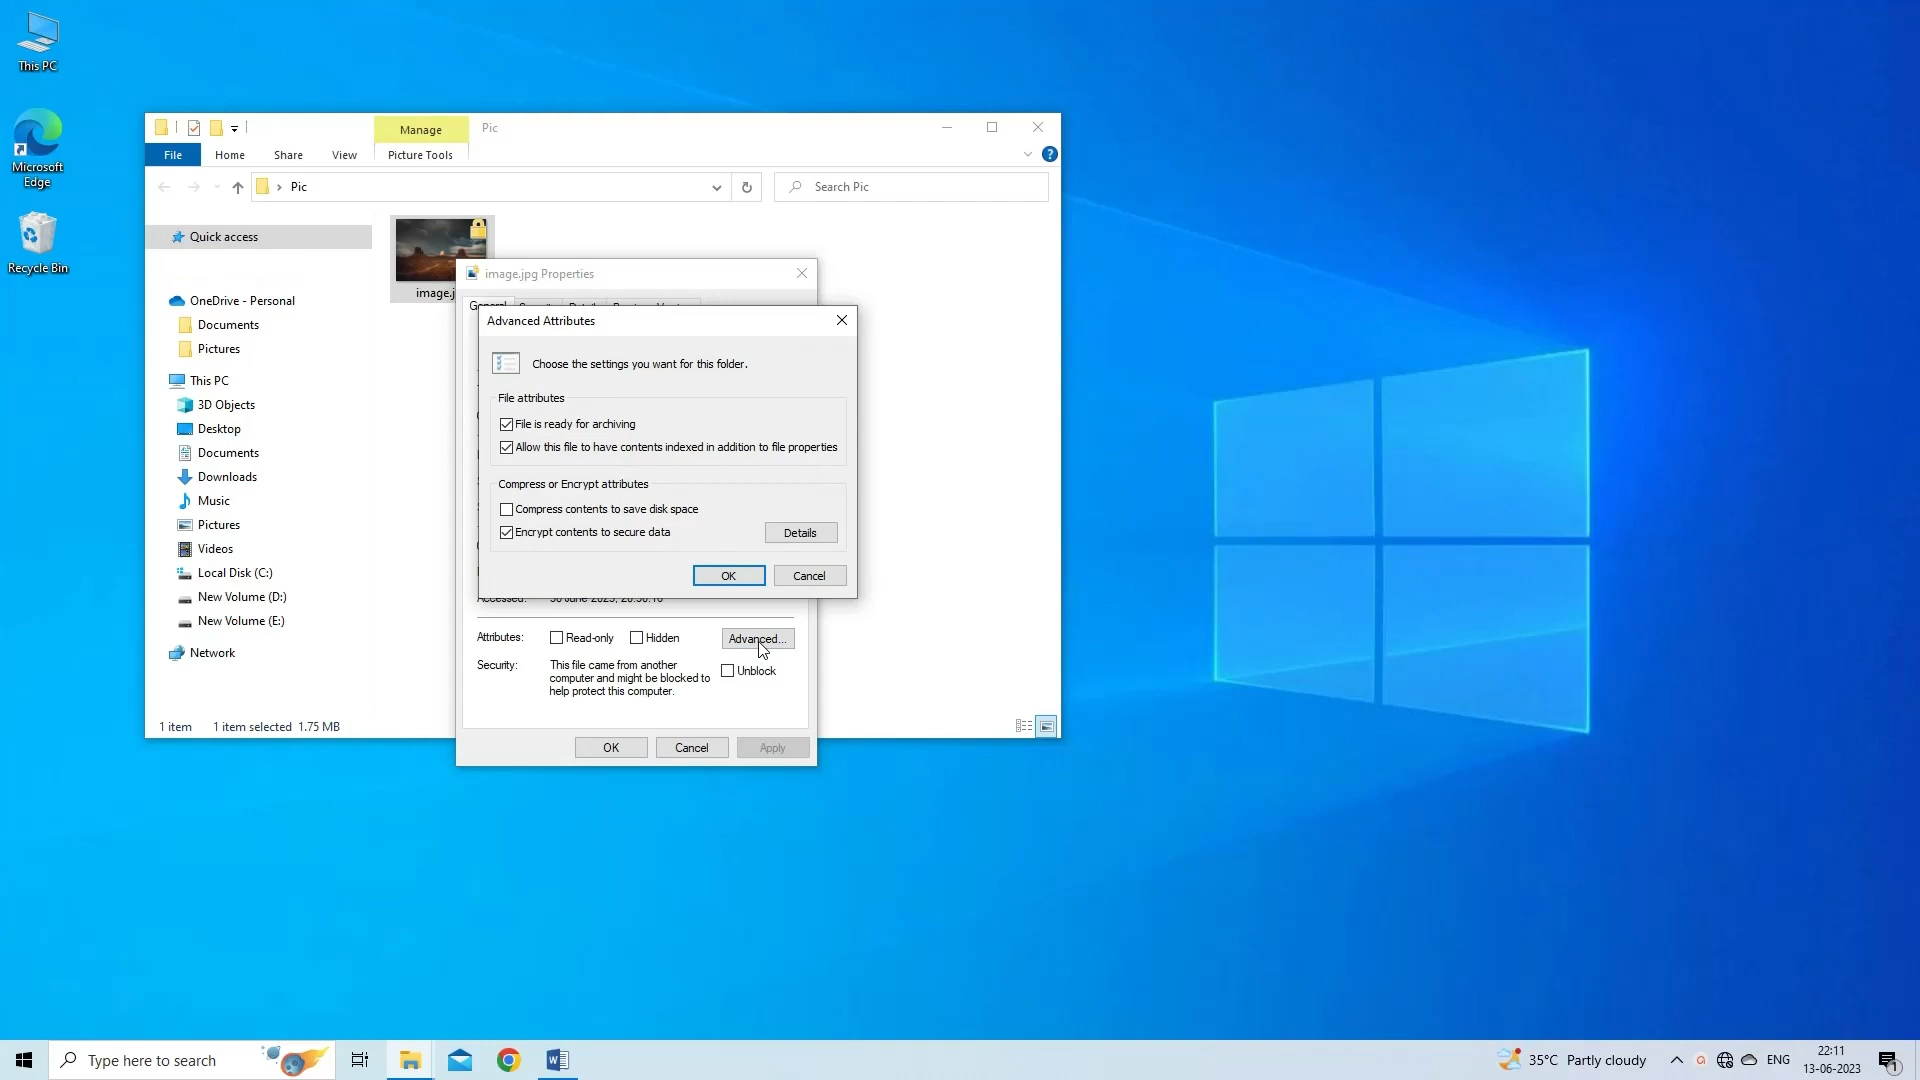 This PC
Microsoft
Edge
Recycle Bin
Manage
Pic
File
Home
Share
View
Picture Tools
?
Pic
Search Pic
Quick access
OneDrive - Personal
Documents
Pictures
This PC
3D Objects
Desktop
Documents
Downloads
Music
Pictures
Videos
Local Disk (C:)
New Volume (D:)
New Volume (E:)
Network
1 item
1 item selected 1.75 MB
image.j
image.jpg Properties
General
Advanced Attributes
Choose the settings you want for this folder.
File attributes
File is ready for archiving
Allow this file to have contents indexed in addition to file properties
Compress or Encrypt attributes
Compress contents to save disk space
Encrypt contents to secure data
Details
OK
Cancel
Attributes:
Read-only
Hidden
Advanced...
Security:
This file came from another
computer and might be blocked to
help protect this computer.
Unblock
OK
Cancel
Apply
Type here to search
35°C Partly cloudy
ENG
22:11
13-06-2023
1